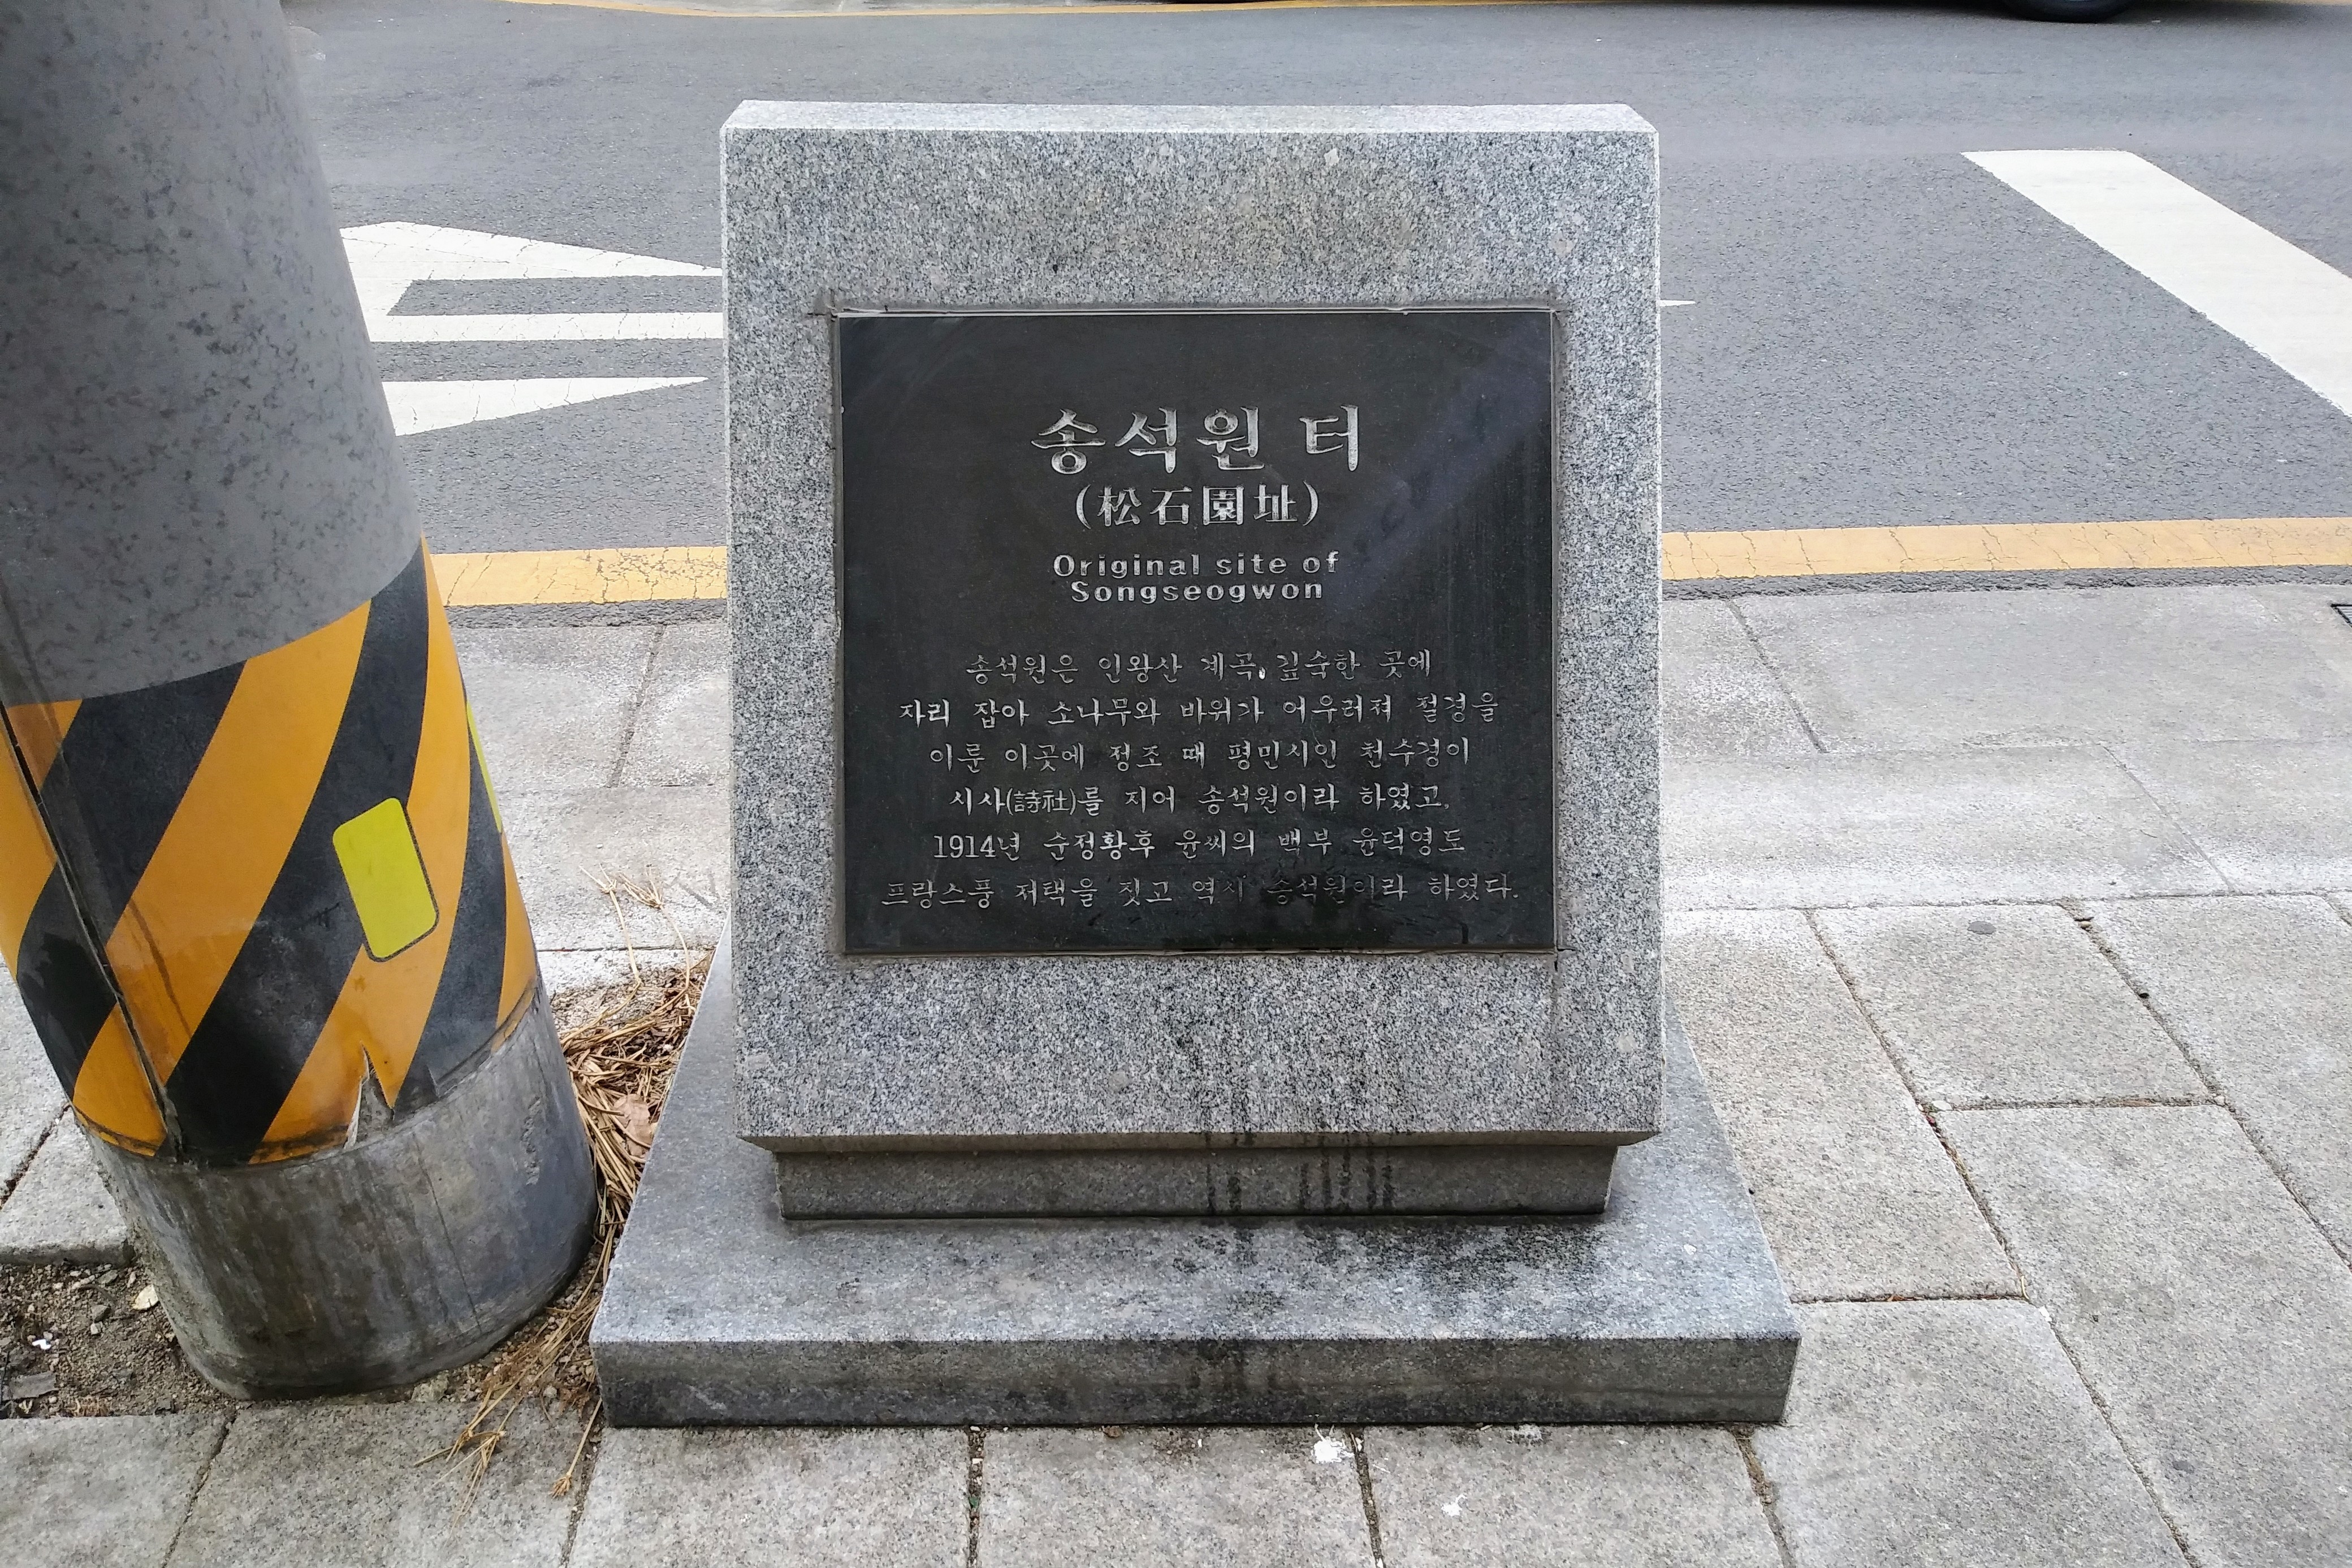 송석원 터
(松石園址)
Original site of
Songseogwon
송석원은 인왕산 계곡, 깊숙한 곳에
자리 잡아 소나무와 바위가 어우러져 절경을
이룬 이곳에 정조 때 평민시인 천수경이
시사(詩社)를 지어 송석원이라 하였고,
1914년 순정황후 윤씨의 백부 윤덕영도
프랑스풍 저택을 짓고 역시 송석원이라 하였다.